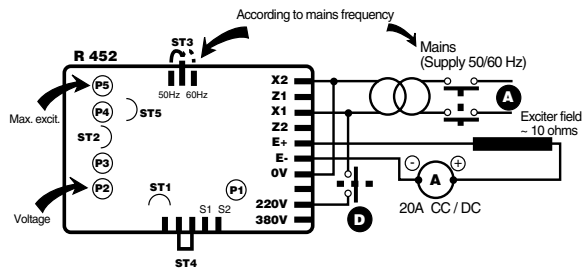 According to mains frequency
R 452
ST3
50Hz 60Hz
Mains
(Supply 50/60 Hz)
P5
Max. excit.
P4
ST5
ST2
P3
P2
Voltage
ST1
P1
S1 S2
ST4
X2
Z1
X1
Z2
E+
E-
0V
220V
380V
A
Exciter field
~ 10 ohms
- A +
20A CC / DC
D